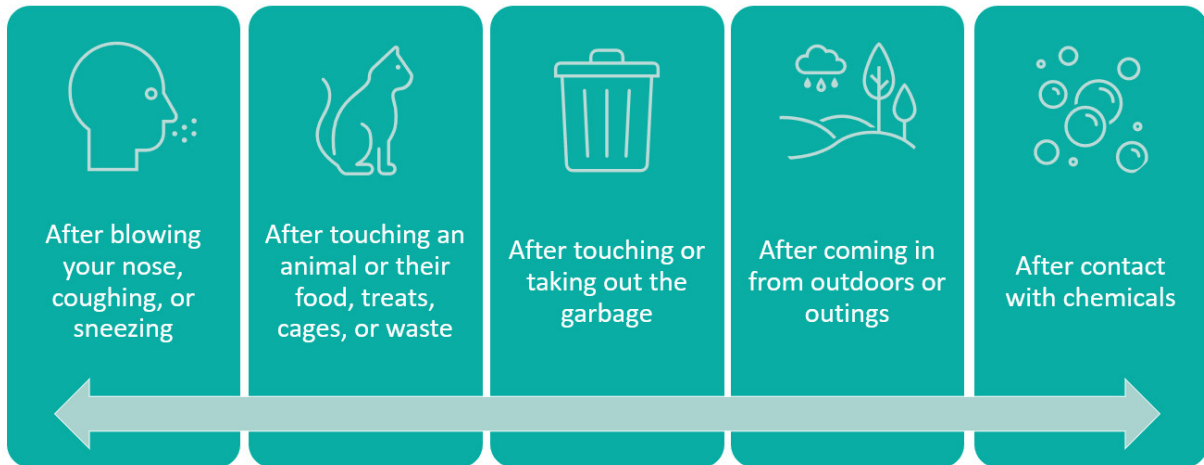 After blowing
your nose,
coughing, or
sneezing
After touching an
animal or their
food, treats,
cages, or waste
After touching or
taking out the
garbage
After coming in
from outdoors or
outings
After contact
with chemicals